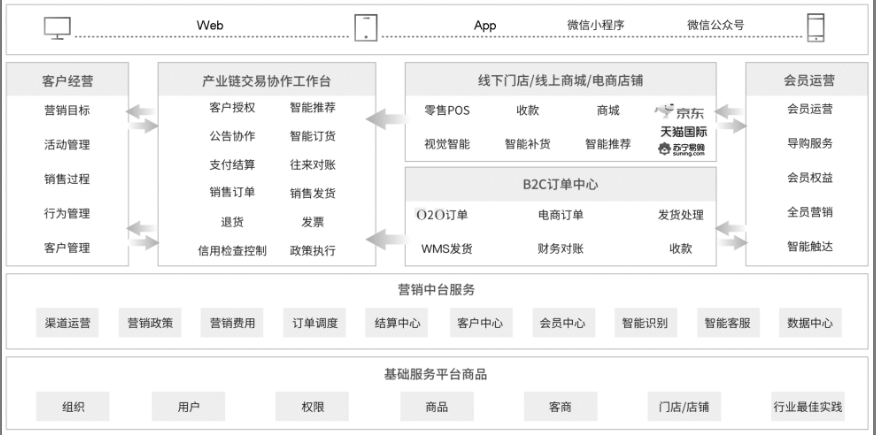 Web App 微信小程序 微信公众号
客户经营
营销目标
活动管理
销售过程
行为管理
客户管理
产业链交易协作工作台
客户授权 智能推荐
公告协作 智能订货
支付结算 往来对账
销售订单 销售发货
退货 发票
信用检查控制 政策执行
线下门店/线上商城/电商店铺
零售POS 收款 商城 京东
天猫国际
视觉智能 智能补货 智能推荐 苏宁易购
suning.com
B2C订单中心
O2O订单 电商订单 发货处理
WMS发货 财务对账 收款
会员运营
会员运营
导购服务
会员权益
全员营销
智能触达
营销中台服务
渠道运营 营销政策 营销费用 订单调度 结算中心 客户中心 会员中心 智能识别 智能客服 数据中心
基础服务平台商品
组织 用户 权限 商品 客商 门店/店铺 行业最佳实践